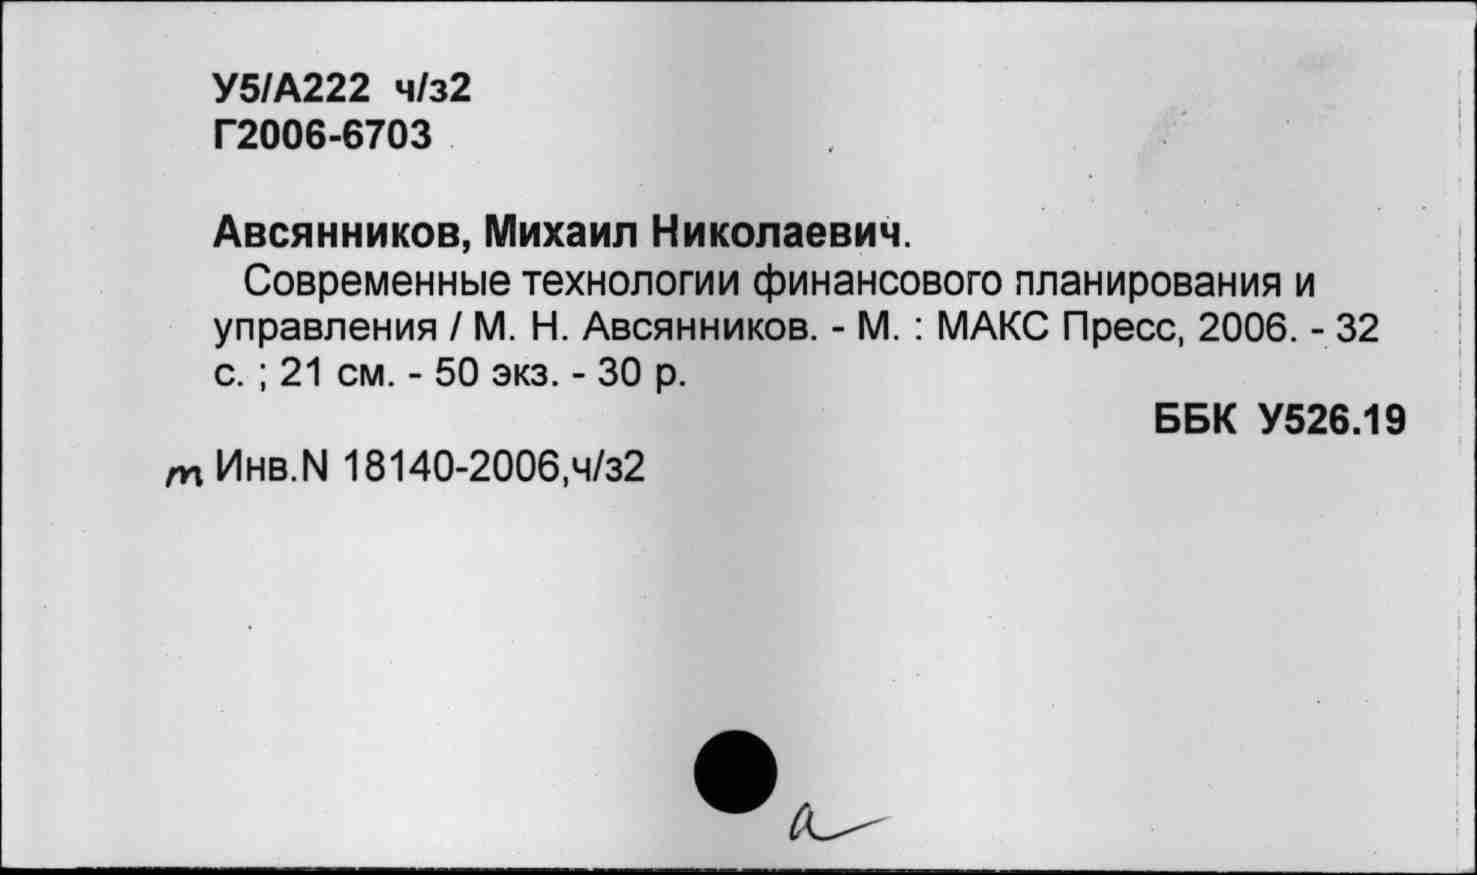 У5/А222 ч/з2
Г2006-6703
Авсянников, Михаил Николаевич.
Современные технологии финансового планирования и
управления / М. Н. Авсянников. - М. : МАКС Пресс, 2006. - 32
с. ; 21 см. - 50 экз. - 30 р.
ББК У526.19
т Инв.N 18140-2006,ч/з2
а